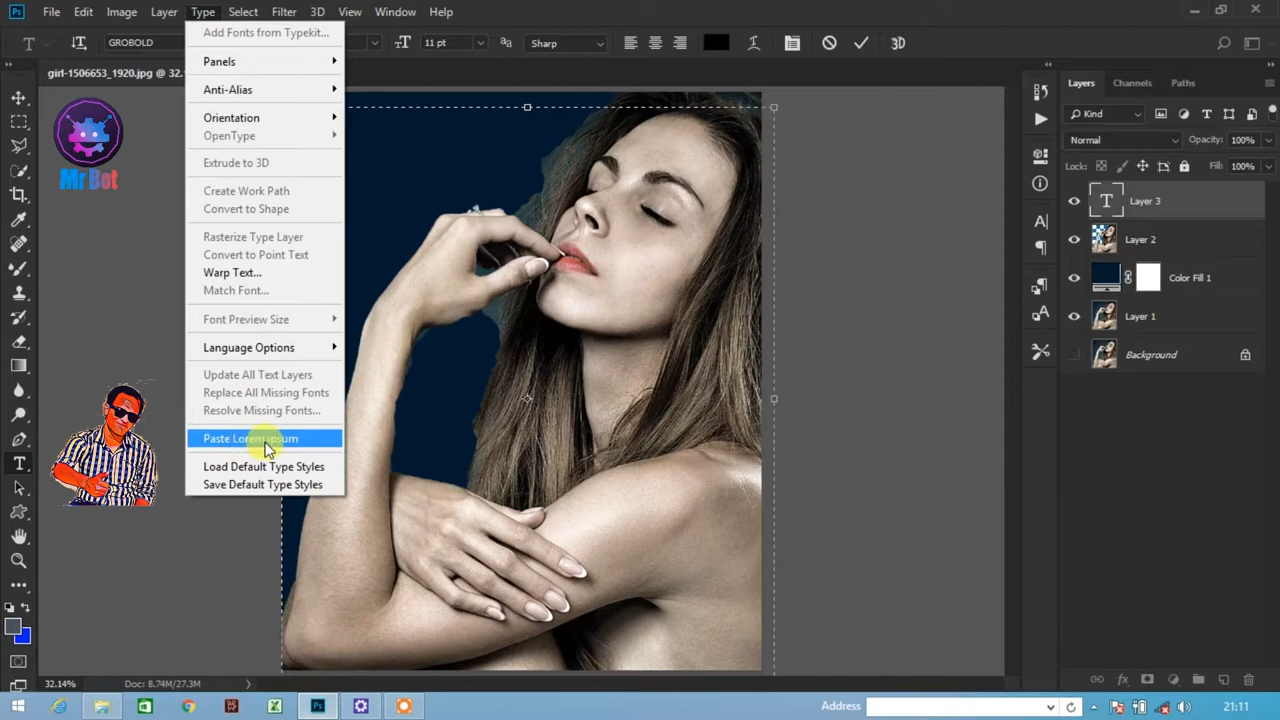 Ps File Edit Image Layer Type Select Filter 3D View Window Help
T GROBOLD 11 pt Sharp 3D
girl-1506653_1920.jpg @ 32.1
Add Fonts from Typekit...
Panels
Anti-Alias
Orientation
OpenType
Extrude to 3D
Create Work Path
Convert to Shape
Rasterize Type Layer
Convert to Point Text
Warp Text...
Match Font...
Font Preview Size
Language Options
Update All Text Layers
Replace All Missing Fonts
Resolve Missing Fonts...
Paste Lorem Ipsum
Load Default Type Styles
Save Default Type Styles
Mr Bot
Layers Channels Paths
Kind
Normal Opacity: 100%
Lock: Fill: 100%
T Layer 3
Layer 2
Color Fill 1
Layer 1
Background
32.14% Doc: 8.74M/27.3M
Address 21:11